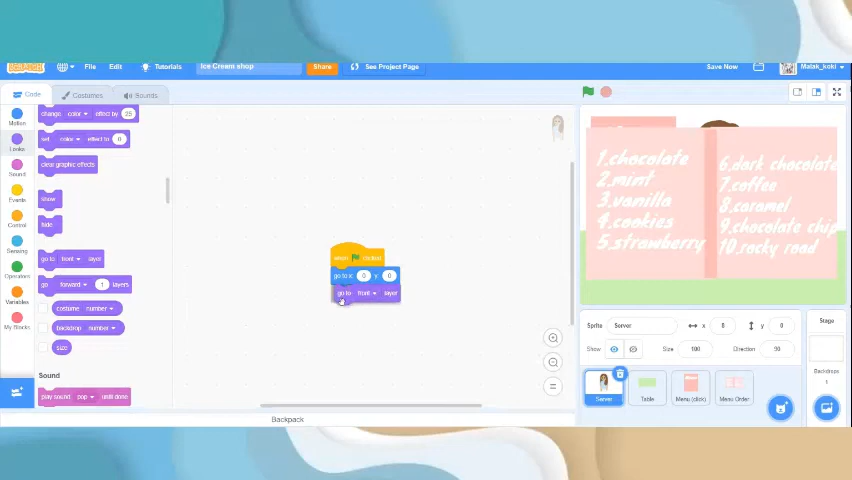 SCRATCH
File
Edit
Tutorials
Ice Cream shop
Share
See Project Page
Save Now
Malak_koki
Code
Costumes
Sounds
Motion
Looks
Sound
Events
Control
Sensing
Operators
Variables
My Blocks
change color effect by 25
set color effect to 0
clear graphic effects
show
hide
go to front layer
go forward 1 layers
costume number
backdrop number
size
Sound
play sound pop until done
when clicked
go to x: 0 y: 0
go to front layer
Backpack
1.chocolate
2.mint
3.vanilla
4.cookies
5.strawberry
6.dark chocolate
7.coffee
8.caramel
9.chocolate chip
10.rocky road
Sprite
Server
x
8
y
0
Show
Size
100
Direction
90
Stage
Backdrops
1
Server
Table
Menu (click)
Menu Order